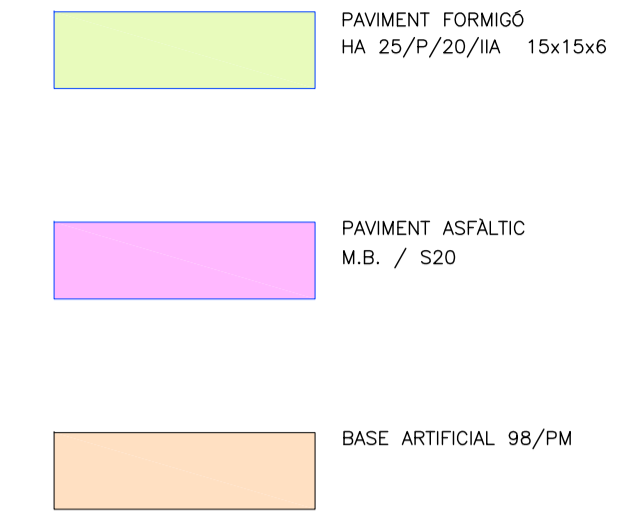 PAVIMENT FORMIGÓ
HA 25/P/20/IIA 15x15x6
PAVIMENT ASFÀLTIC
M.B. / S20
BASE ARTIFICIAL 98/PM